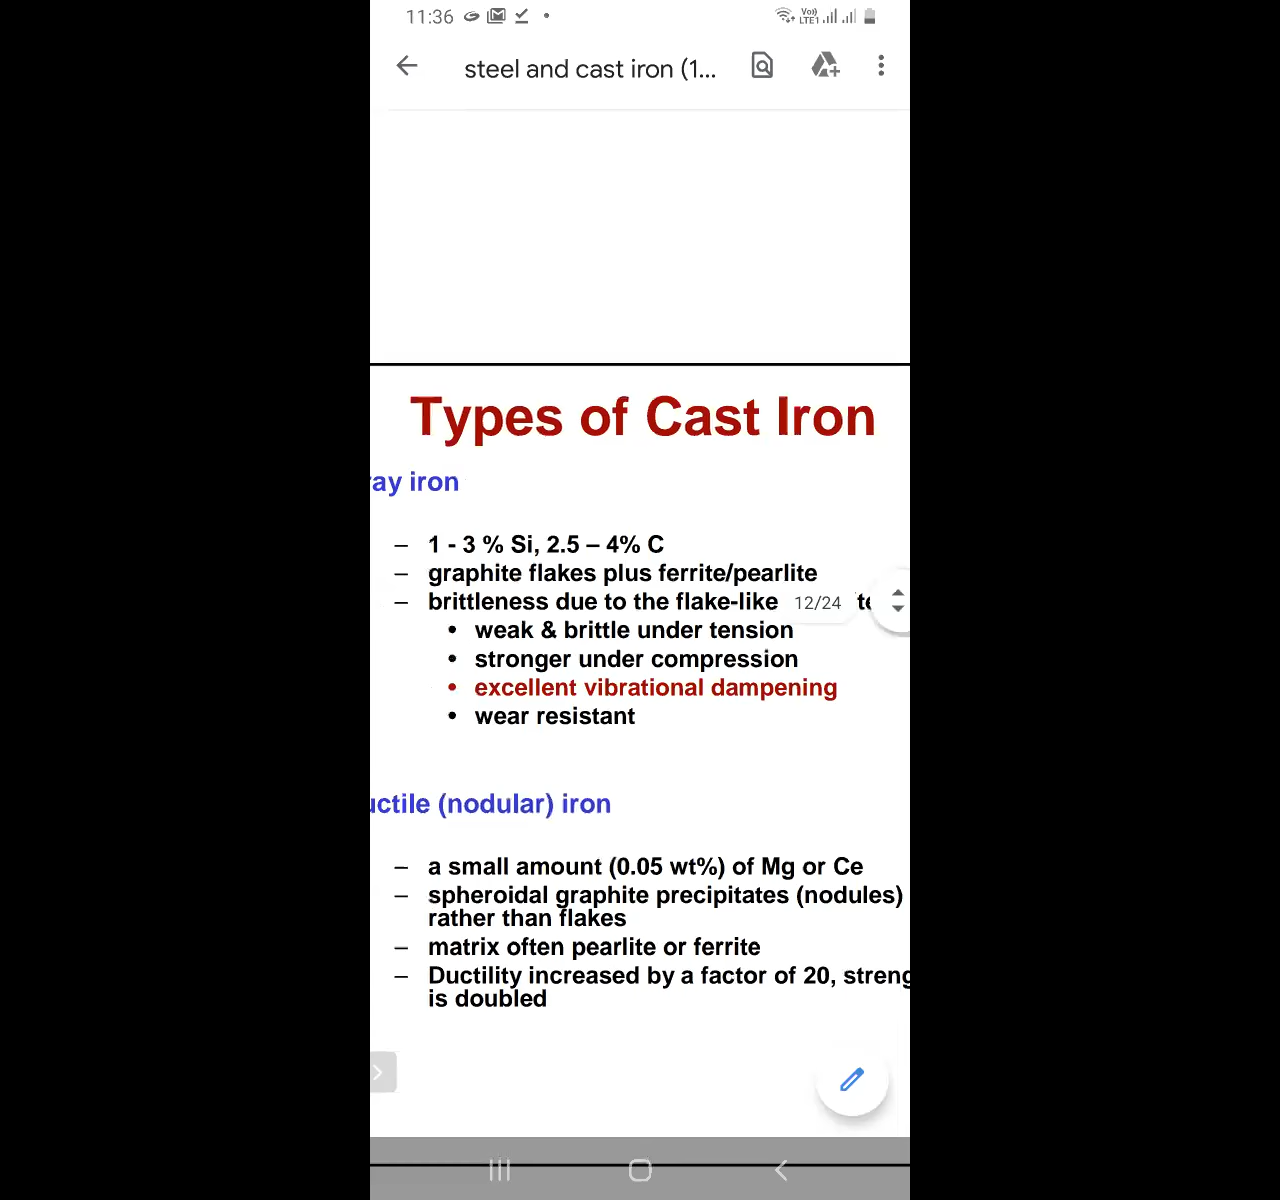 11:36
Vo)) LTE1
steel and cast iron (1...
Types of Cast Iron
ray iron
– 1 - 3 % Si, 2.5 – 4% C
– graphite flakes plus ferrite/pearlite
– brittleness due to the flake-like
12/24
• weak & brittle under tension
• stronger under compression
• excellent vibrational dampening
• wear resistant
uctile (nodular) iron
– a small amount (0.05 wt%) of Mg or Ce
– spheroidal graphite precipitates (nodules)
rather than flakes
– matrix often pearlite or ferrite
– Ductility increased by a factor of 20, streng
is doubled